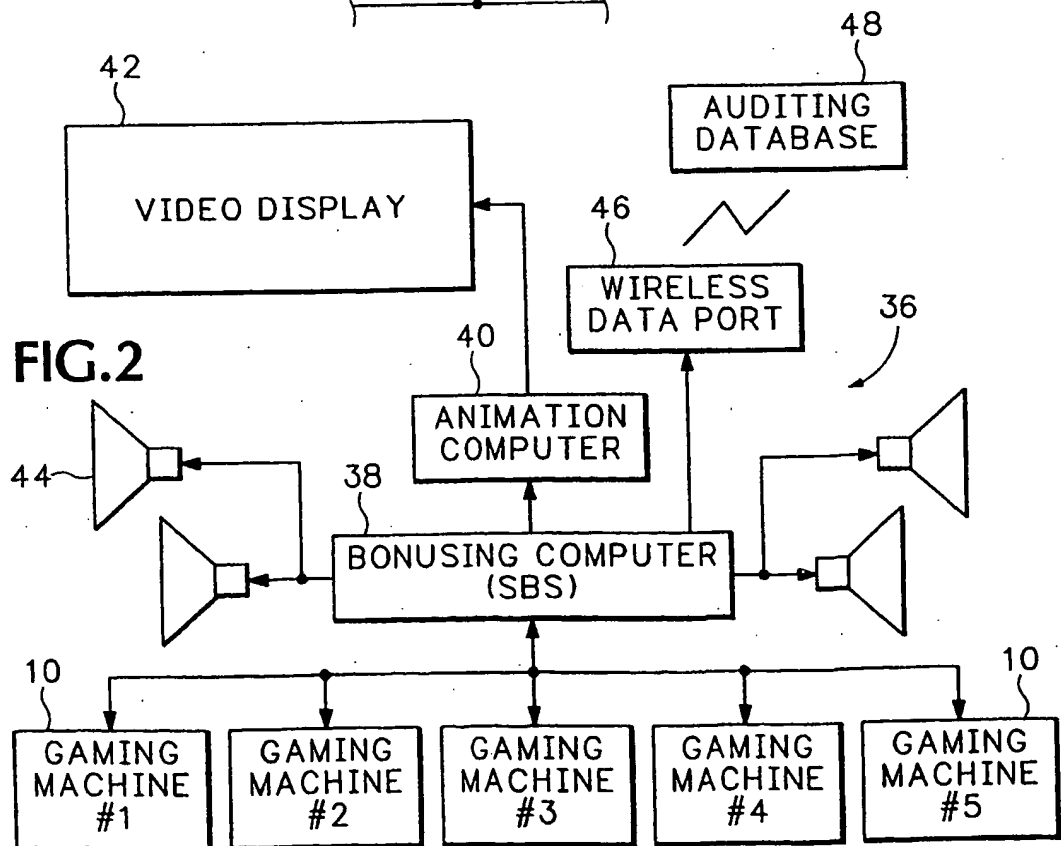 42
48
AUDITING
DATABASE
VIDEO DISPLAY
46
WIRELESS
DATA PORT
36
FIG.2
40
ANIMATION
COMPUTER
44
38
BONUSING COMPUTER
(SBS)
10
10
GAMING
MACHINE
#1
GAMING
MACHINE
#2
GAMING
MACHINE
#3
GAMING
MACHINE
#4
GAMING
MACHINE
#5